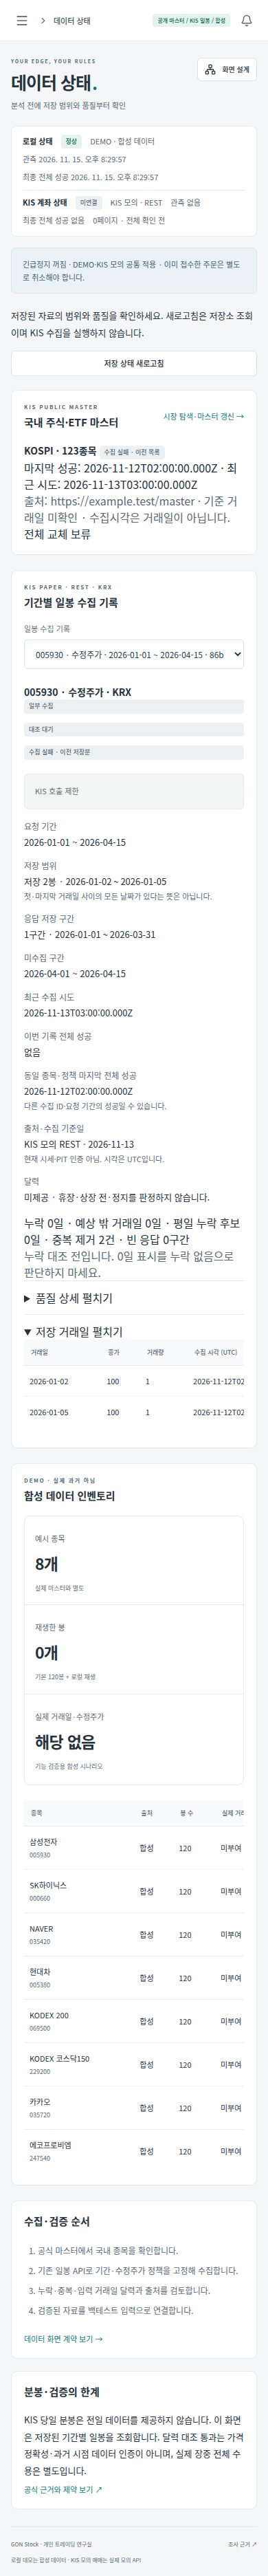 데이터 상태
공개 마스터 / KIS 일봉 / 합성
YOUR EDGE, YOUR RULES
데이터 상태.
화면 설계
분석 전에 저장 범위와 품질부터 확인
로컬 상태 정상 DEMO · 합성 데이터
관측 2026. 11. 15. 오후 8:29:57
최종 전체 성공 2026. 11. 15. 오후 8:29:57
KIS 계좌 상태 미연결 KIS 모의 · REST 관측 없음
최종 전체 성공 없음 0페이지 · 전체 확인 전
긴급정지 꺼짐 · DEMO·KIS 모의 공통 적용 · 이미 접수한 주문은 별도
로 취소해야 합니다.
저장된 자료의 범위와 품질을 확인하세요. 새로고침은 저장소 조회
이며 KIS 수집을 실행하지 않습니다.
저장 상태 새로고침
KIS PUBLIC MASTER
국내 주식·ETF 마스터
시장 탐색·마스터 갱신 →
KOSPI · 123종목 수집 실패 · 이전 목록
마지막 성공: 2026-11-12T02:00:00.000Z · 최
근 시도: 2026-11-13T03:00:00.000Z
출처: https://example.test/master · 기준 거
래일 미확인 · 수집시각은 거래일이 아닙니다.
전체 교체 보류
KIS PAPER · REST · KRX
기간별 일봉 수집 기록
일봉 수집 기록
005930 · 수정주가 · 2026-01-01 ~ 2026-04-15 · 86b
005930 · 수정주가 · KRX
일부 수집
대조 대기
수집 실패 · 이전 저장분
KIS 호출 제한
요청 기간
2026-01-01 ~ 2026-04-15
저장 범위
저장 2봉 · 2026-01-02 ~ 2026-01-05
첫·마지막 거래일 사이의 모든 날짜가 있다는 뜻은 아닙니다.
응답 저장 구간
1구간 · 2026-01-01 ~ 2026-03-31
미수집 구간
2026-04-01 ~ 2026-04-15
최근 수집 시도
2026-11-13T03:00:00.000Z
이번 기록 전체 성공
없음
동일 종목·정책 마지막 전체 성공
2026-11-12T02:00:00.000Z
다른 수집 ID·요청 기간의 성공일 수 있습니다.
출처·수집 기준일
KIS 모의 REST · 2026-11-13
현재 시세·PIT 인증 아님. 시각은 UTC입니다.
달력
미제공 · 휴장·상장 전·정지를 판정하지 않습니다.
누락 0일 · 예상 밖 거래일 0일 · 평일 누락 후보
0일 · 중복 제거 2건 · 빈 응답 0구간
누락 대조 전입니다. 0일 표시를 누락 없음으로
판단하지 마세요.
▶ 품질 상세 펼치기
▼ 저장 거래일 펼치기
거래일 종가 거래량 수집 시각 (UTC)
2026-01-02 100 1 2026-11-12T02
2026-01-05 100 1 2026-11-12T02
DEMO · 실제 과거 아님
합성 데이터 인벤토리
예시 종목
8개
실제 마스터와 별도
재생한 봉
0개
기본 120봉 + 로컬 재생
실제 거래일·수정주가
해당 없음
기능 검증용 합성 시나리오
종목 출처 봉 수 실제 거래
삼성전자
005930
합성 120 미부여
SK하이닉스
000660
합성 120 미부여
NAVER
035420
합성 120 미부여
현대차
005380
합성 120 미부여
KODEX 200
069500
합성 120 미부여
KODEX 코스닥150
229200
합성 120 미부여
카카오
035720
합성 120 미부여
에코프로비엠
247540
합성 120 미부여
수집·검증 순서
1. 공식 마스터에서 국내 종목을 확인합니다.
2. 기존 일봉 API로 기간·수정주가 정책을 고정해 수집합니다.
3. 누락·중복·입력 거래일 달력과 출처를 검토합니다.
4. 검증된 자료를 백테스트 입력으로 연결합니다.
데이터 화면 계약 보기 →
분봉·검증의 한계
KIS 당일 분봉은 전일 데이터를 제공하지 않습니다. 이 화면
은 저장된 기간별 일봉을 조회합니다. 달력 대조 통과는 가격
정확성·과거 시점 데이터 인증이 아니며, 실제 장중 전체 수
용은 별도입니다.
공식 근거와 제약 보기 ↗
GON Stock · 개인 트레이딩 연구실
조사 근거 ↗
로컬 데모는 합성 데이터 · KIS 모의 매매는 실제 모의 API